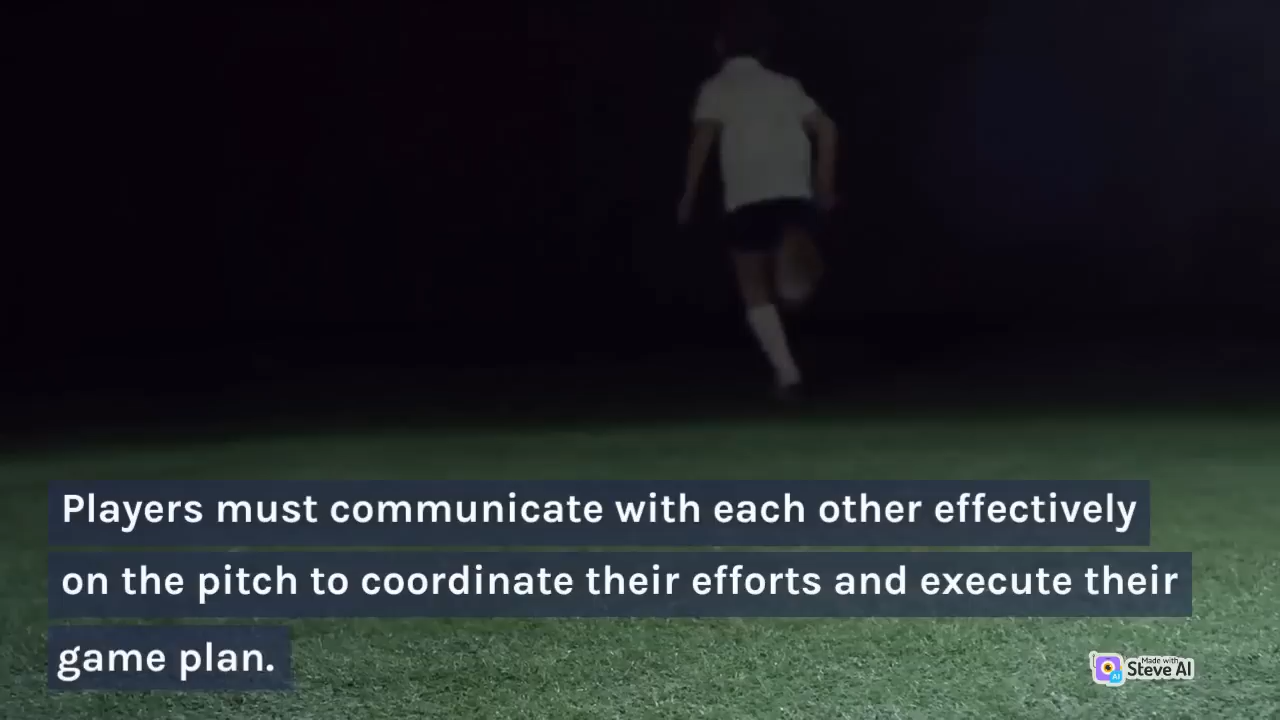 Players must communicate with each other effectively
on the pitch to coordinate their efforts and execute their
game plan.
Made with
Steve AI
AI